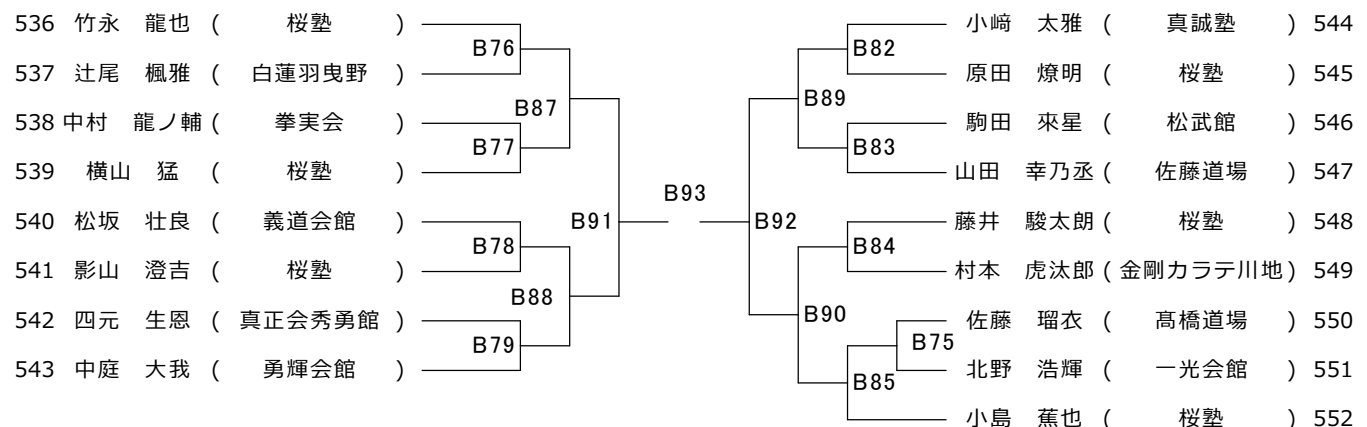 536 竹永 龍也 ( 桜塾 )
B76
537 辻尾 楓雅 ( 白蓮羽曳野 )
B87
538 中村 龍ノ輔 ( 拳実会 )
B77
539 横山 猛 ( 桜塾 )
B91
540 松坂 壮良 ( 義道会館 )
B78
541 影山 澄吉 ( 桜塾 )
B88
542 四元 生恩 ( 真正会秀勇館 )
B79
543 中庭 大我 ( 勇輝会館 )
B93
小﨑 太雅 ( 真誠塾 ) 544
B82
原田 燎明 ( 桜塾 ) 545
B89
駒田 來星 ( 松武館 ) 546
B83
山田 幸乃丞 ( 佐藤道場 ) 547
B92
藤井 駿太朗 ( 桜塾 ) 548
B84
村本 虎汰郎 ( 金剛カラテ川地 ) 549
B90
佐藤 瑠衣 ( 髙橋道場 ) 550
B75
北野 浩輝 ( 一光会館 ) 551
B85
小島 蕉也 ( 桜塾 ) 552